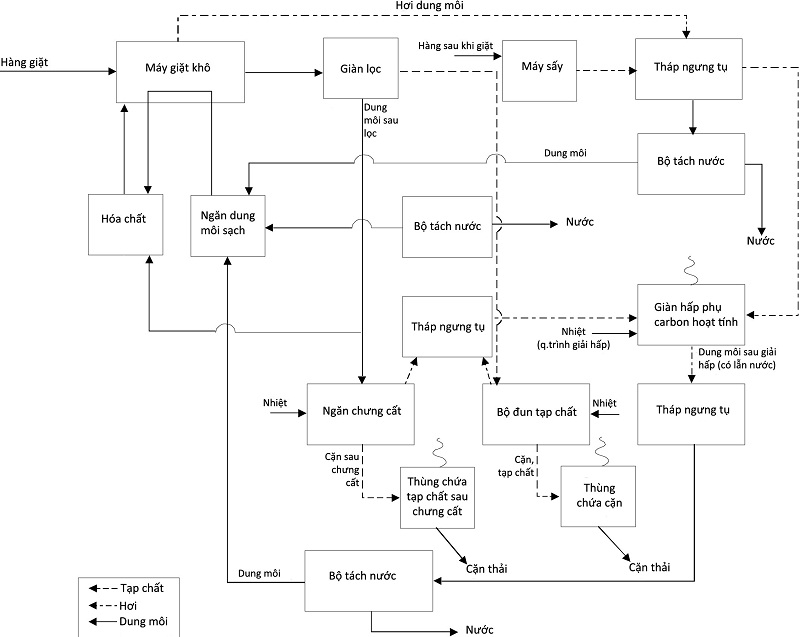 Hơi dung môi
Hàng giặt
Máy giặt khô
Giàn lọc
Hàng sau khi giặt
Máy sấy
Tháp ngưng tụ
Dung
môi sau
lọc
Dung môi
Bộ tách nước
Hóa chất
Ngăn dung
môi sạch
Bộ tách nước
Nước
Nước
Tháp ngưng tụ
Giàn hấp phụ
carbon hoạt tính
Nhiệt
(q.trình giải hấp)
Dung môi sau giải
hấp (có lẫn nước)
Nhiệt
Ngăn chưng cất
Bộ đun tạp chất
Nhiệt
Tháp ngưng tụ
Cặn sau
chưng
cất
Thùng chứa
tạp chất sau
chưng cất
Cặn,
tạp chất
Thùng
chứa cặn
Cặn thải
Cặn thải
Dung môi
Bộ tách nước
Nước
Tạp chất
Hơi
Dung môi